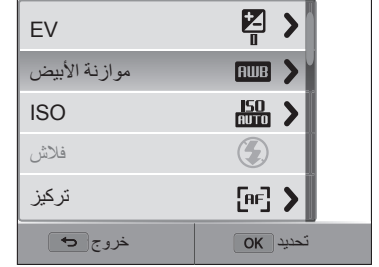 EV
موازنة الأبيض AWB
ISO ISO AUTO
فلاش
تركيز AF
خروج تحديد OK